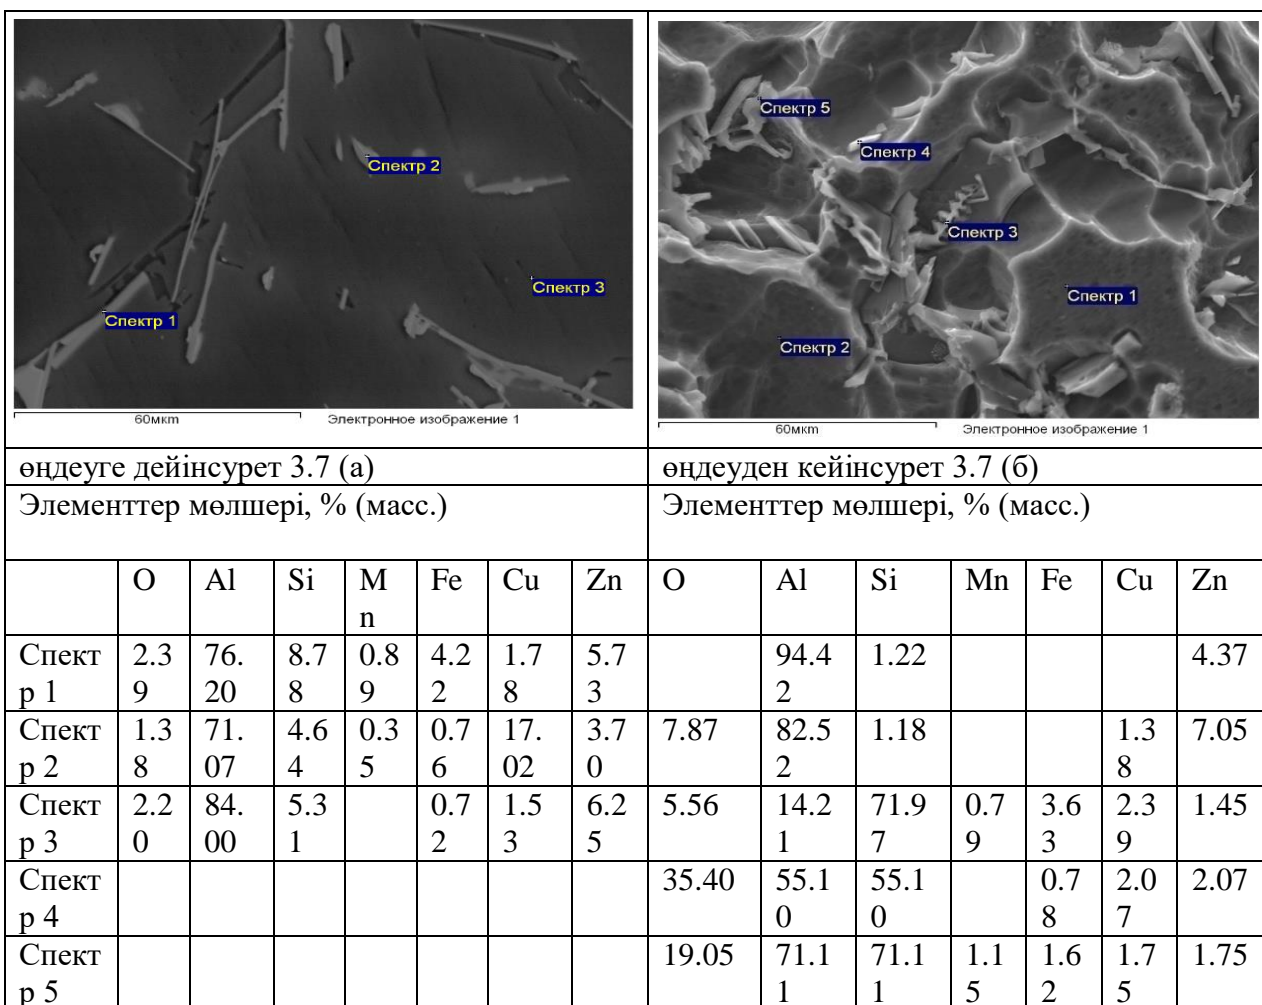 Спектр 2
Спектр 3
Спектр 1
60мкm Электронное изображение 1
Спектр 5
Спектр 4
Спектр 3
Спектр 1
Спектр 2
60мкm Электронное изображение 1
өңдеуге дейінсурет 3.7 (а) өңдеуден кейінсурет 3.7 (б)
Элементтер мөлшері, % (масс.) Элементтер мөлшері, % (масс.)
O Al Si Mn Fe Cu Zn O Al Si Mn Fe Cu Zn
Спектр 1 2.39 76.20 8.78 0.89 4.22 1.78 5.73 94.42 1.22 4.37
Спектр 2 1.38 71.07 4.64 0.35 0.76 17.02 3.70 7.87 82.52 1.18 1.38 7.05
Спектр 3 2.20 84.00 5.31 0.72 1.53 6.25 5.56 14.21 71.97 0.79 3.63 2.39 1.45
Спектр 4 35.40 55.10 55.10 0.78 2.07 2.07
Спектр 5 19.05 71.11 71.11 1.15 1.62 1.75 1.75